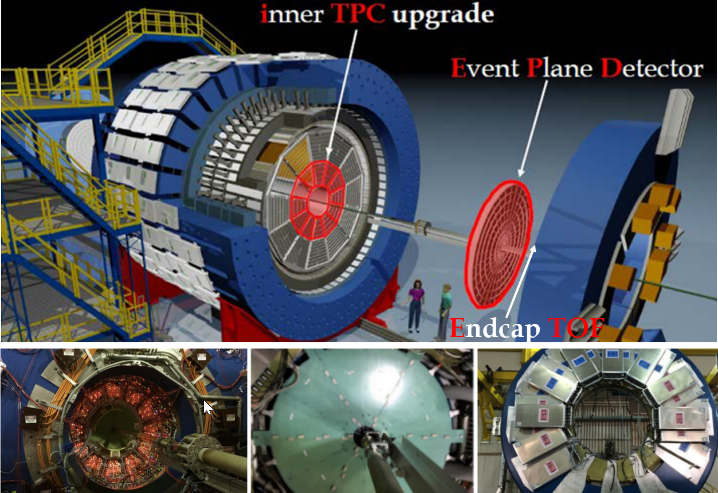 inner TPC upgrade
Event Plane Detector
Endcap TOF